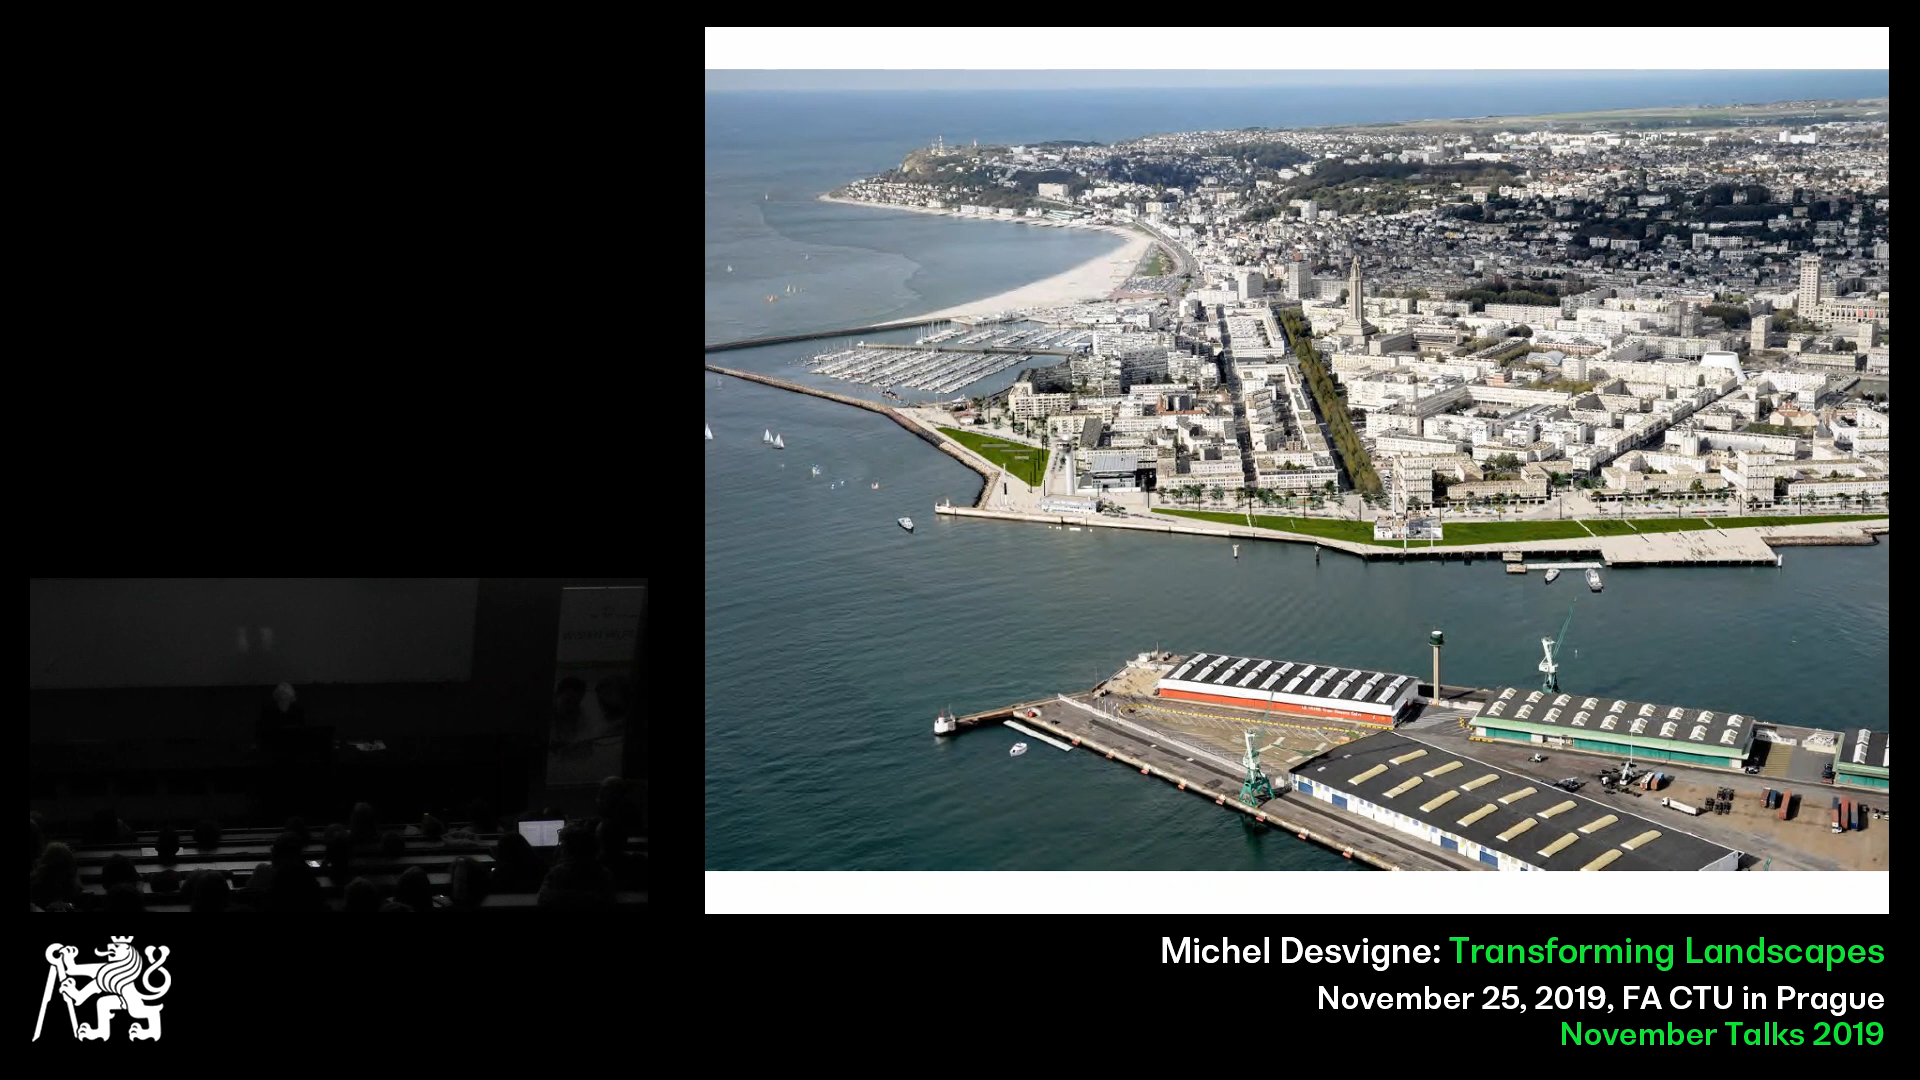 Michel Desvigne: Transforming Landscapes
November 25, 2019, FA CTU in Prague
November Talks 2019